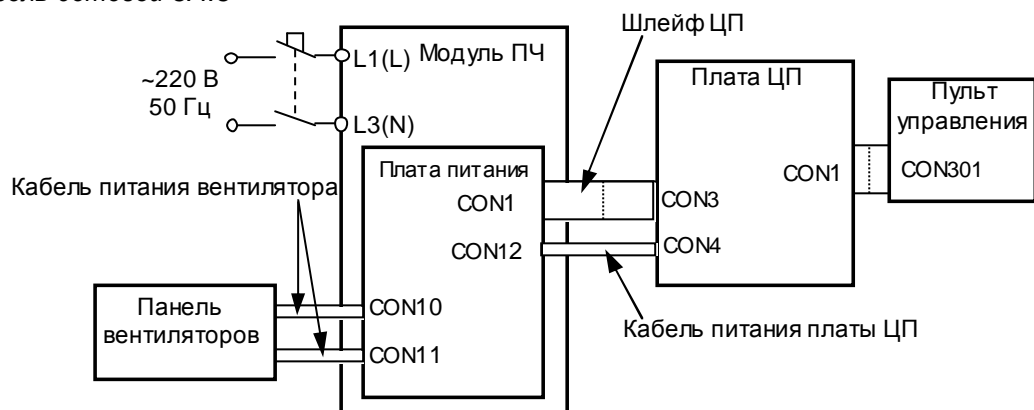 Шлейф ЦП
L1(L)
Модуль ПЧ
~220 В
50 Гц
L3(N)
Плата ЦП
Пульт
управления
CON1
CON301
Кабель питания вентилятора
Плата питания
CON1
CON3
CON12
CON4
Панель
вентиляторов
CON10
CON11
Кабель питания платы ЦП